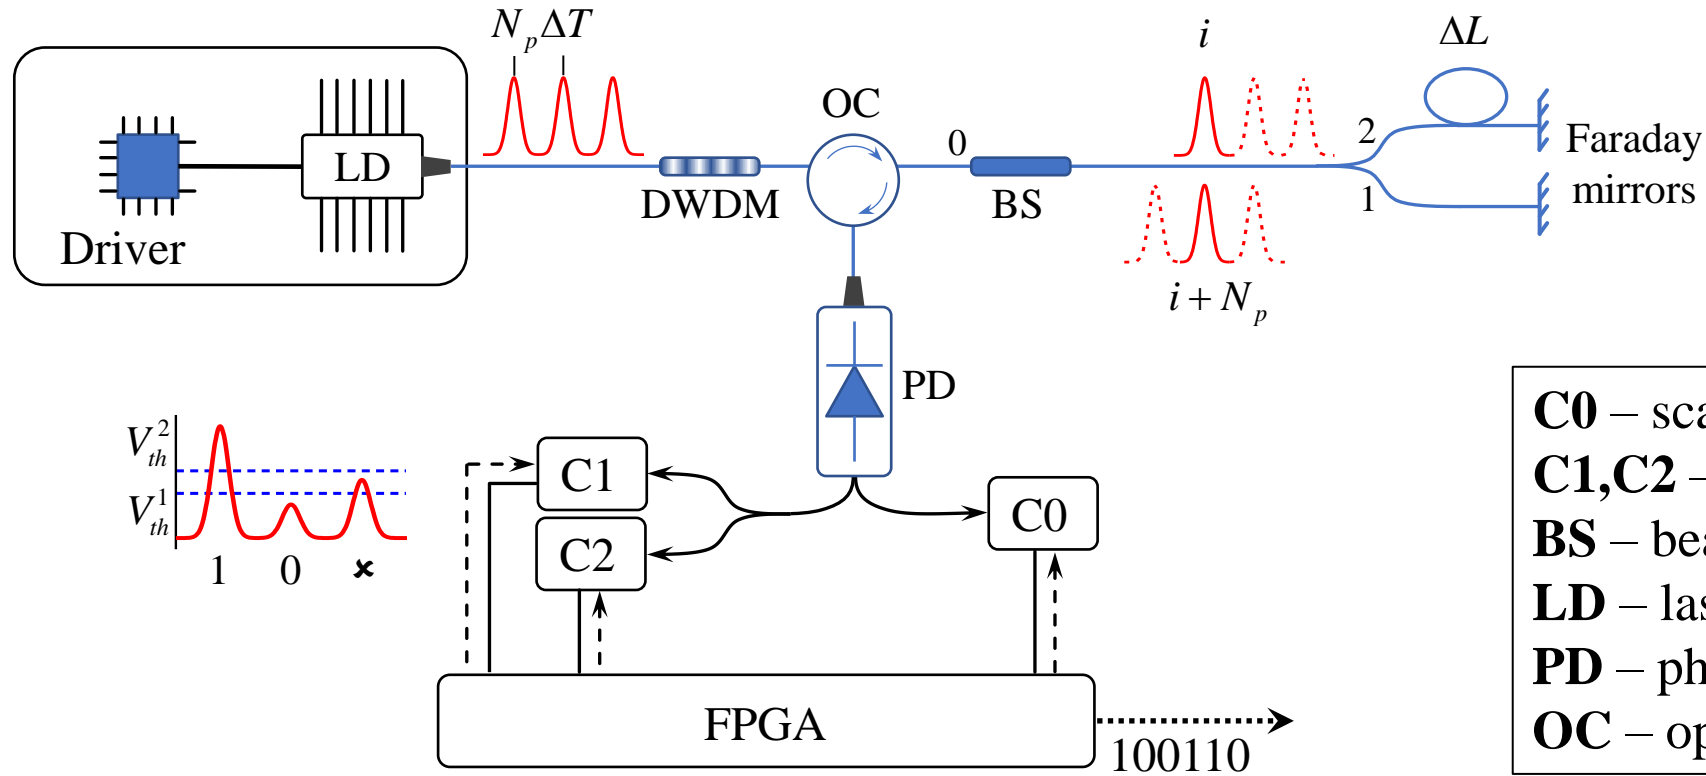 N_p ΔT
i
ΔL
OC
0
2
LD
Faraday
mirrors
DWDM
BS
1
Driver
i + N_p
PD
V_th^2
V_th^1
1 0 ×
C1
C2
C0
FPGA
100110
C0 –
C1,C2 –
BS –
LD –
PD –
OC –